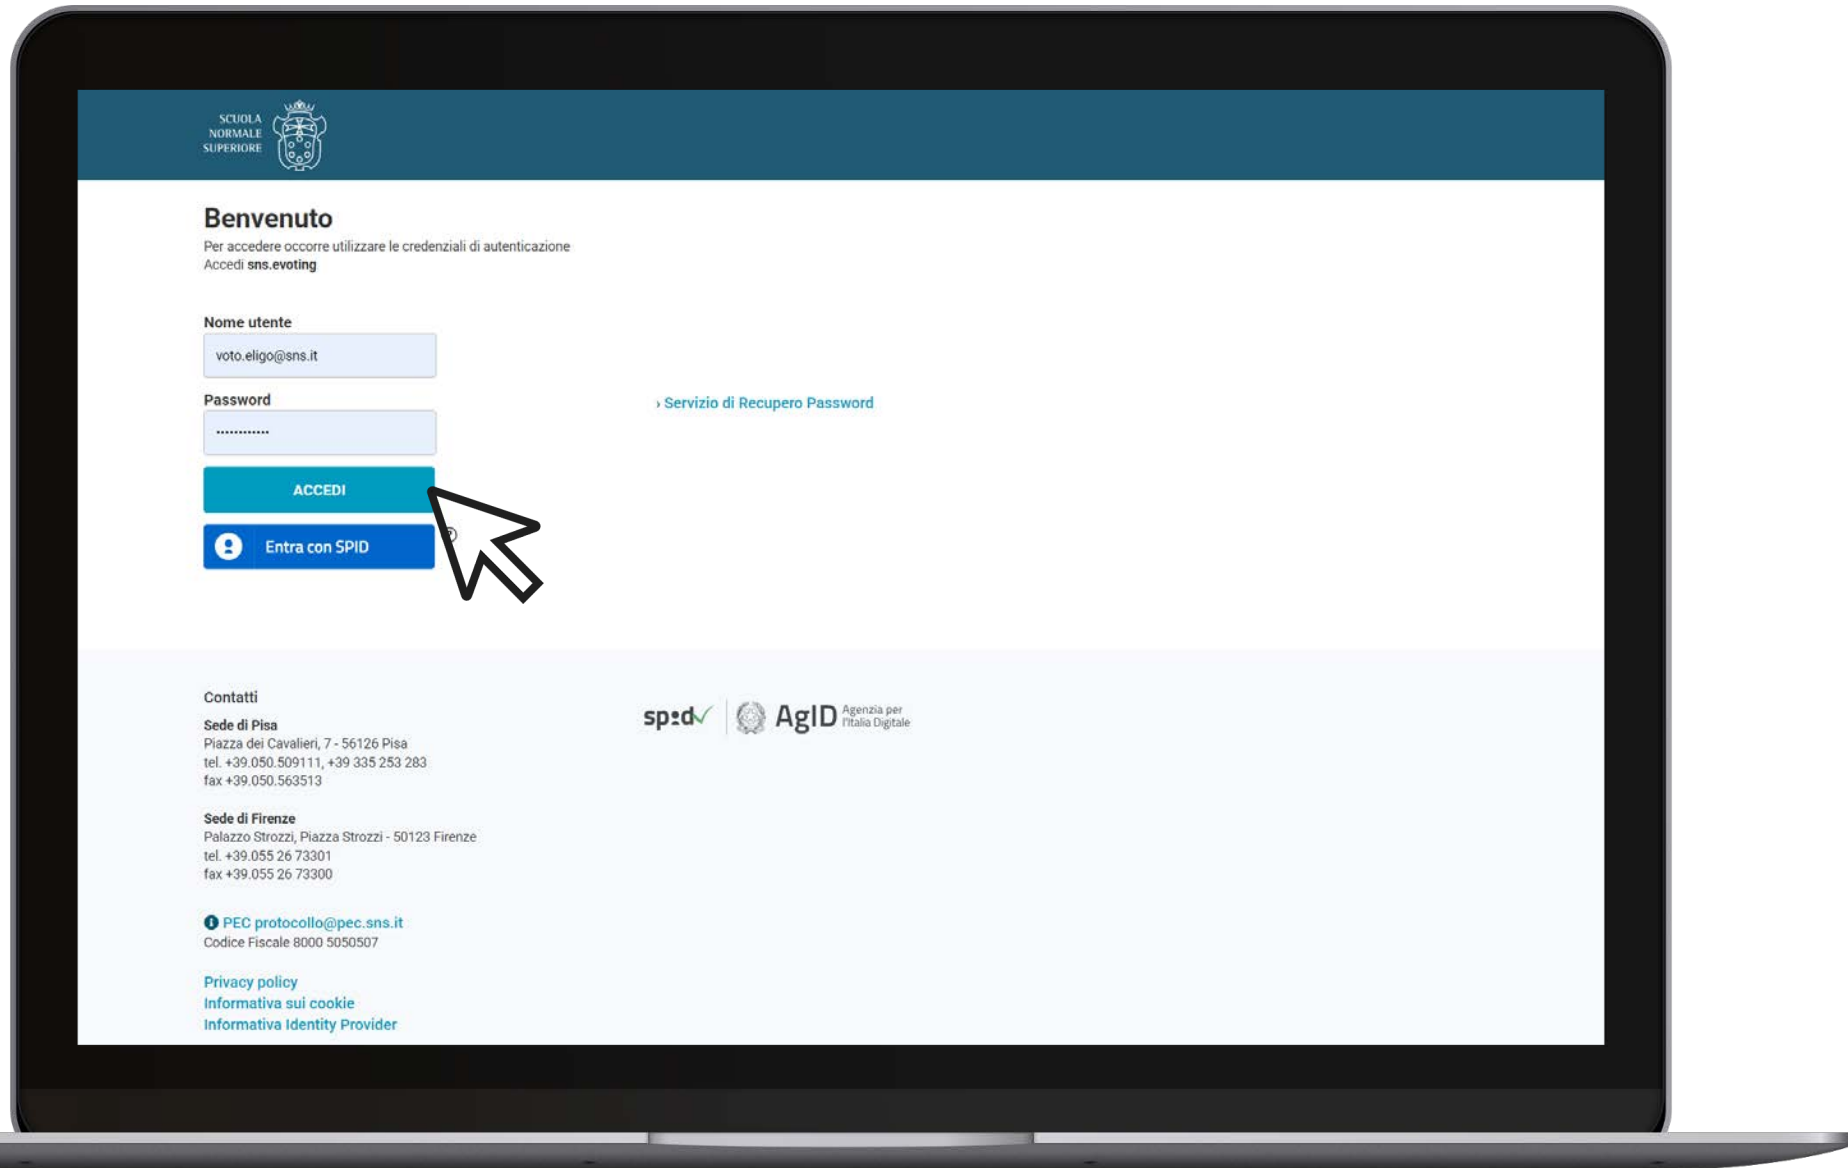 SCUOLA
NORMALE
SUPERIORE
Benvenuto
Per accedere occorre utilizzare le credenziali di autenticazione
Accedi sns.evoting
Nome utente
voto.eligo@sns.it
Password
› Servizio di Recupero Password
ACCEDI
Entra con SPID
Contatti
Sede di Pisa
Piazza dei Cavalieri, 7 - 56126 Pisa
tel. +39.050.509111, +39 335 253 283
fax +39.050.563513
Sede di Firenze
Palazzo Strozzi, Piazza Strozzi - 50123 Firenze
tel. +39.055 26 73301
fax +39.055 26 73300
PEC protocollo@pec.sns.it
Codice Fiscale 8000 5050507
Privacy policy
Informativa sui cookie
Informativa Identity Provider
spid
AgID Agenzia per
l'Italia Digitale